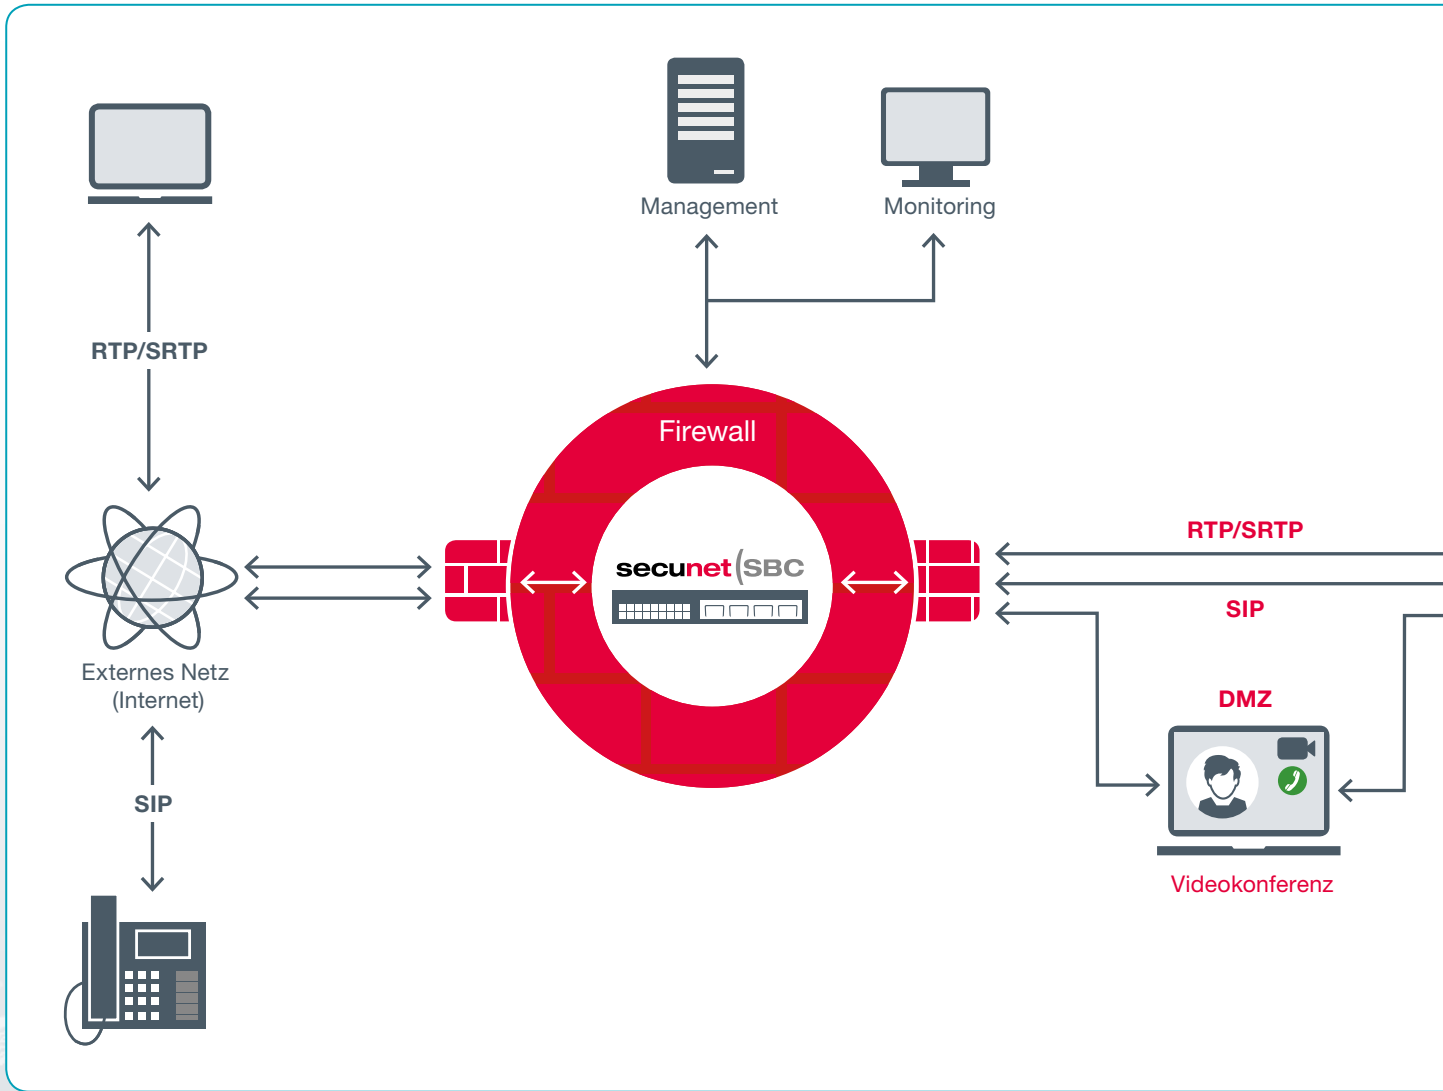 Management
Monitoring
RTP/SRTP
Firewall
secunet(SBC
RTP/SRTP
SIP
Externes Netz
(Internet)
DMZ
SIP
Videokonferenz